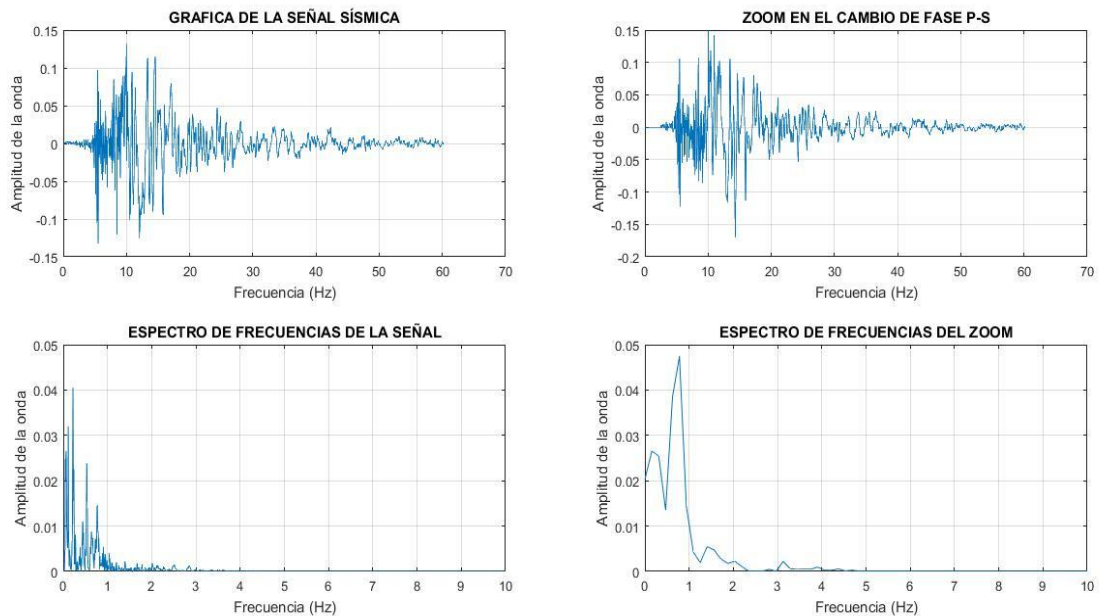 GRAFICA DE LA SEÑAL SÍSMICA
Amplitud de la onda
0.15
0.1
0.05
0
-0.05
-0.1
-0.15
0 10 20 30 40 50 60 70
Frecuencia (Hz)
ZOOM EN EL CAMBIO DE FASE P-S
Amplitud de la onda
0.15
0.1
0.05
0
-0.05
-0.1
-0.15
-0.2
0 10 20 30 40 50 60 70
Frecuencia (Hz)
ESPECTRO DE FRECUENCIAS DE LA SEÑAL
Amplitud de la onda
0.05
0.04
0.03
0.02
0.01
0
0 1 2 3 4 5 6 7 8 9 10
Frecuencia (Hz)
ESPECTRO DE FRECUENCIAS DEL ZOOM
Amplitud de la onda
0.05
0.04
0.03
0.02
0.01
0
0 1 2 3 4 5 6 7 8 9 10
Frecuencia (Hz)